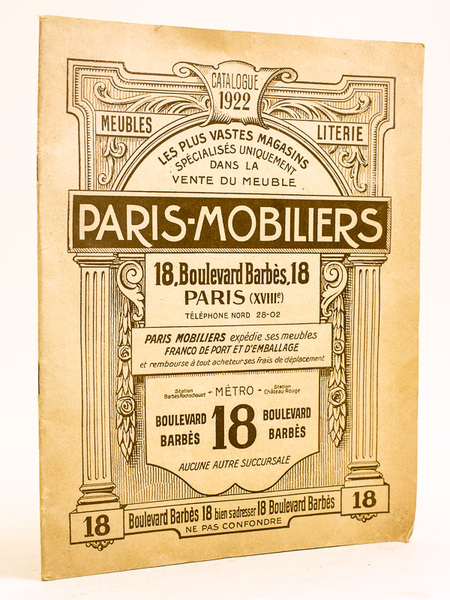 CATALOGUE
1922
MEUBLES
LITERIE
LES PLUS VASTES MAGASINS
SPÉCIALISÉS UNIQUEMENT
DANS LA
VENTE DU MEUBLE
PARIS-MOBILIERS
18, Boulevard Barbès, 18
PARIS (XVIIIe)
TÉLÉPHONE NORD 28-02
PARIS MOBILIERS expédie ses meubles
FRANCO DE PORT ET D'EMBALLAGE
et rembourse à tout acheteur ses frais de déplacement
Station
Barbès Rochechouart
- MÉTRO -
Station
Château Rouge
BOULEVARD
BARBÈS
18
BOULEVARD
BARBÈS
AUCUNE AUTRE SUCCURSALE
18
Boulevard Barbès 18 bien s'adresser 18 Boulevard Barbès
NE PAS CONFONDRE
18